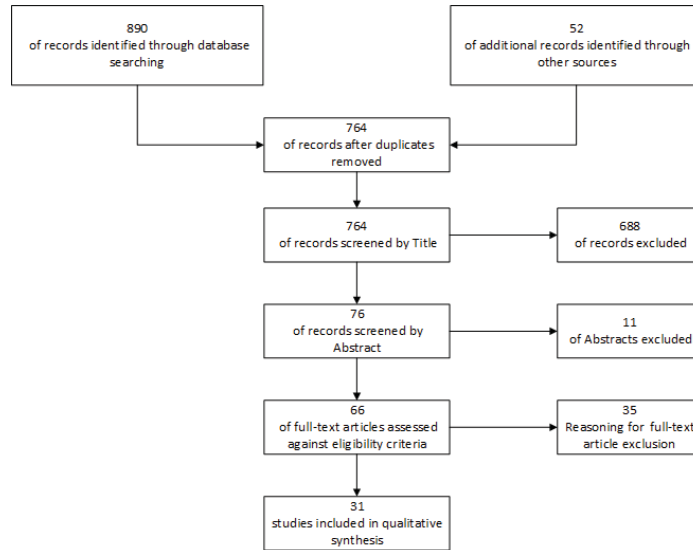 890
of records identified through database
searching
52
of additional records identified through
other sources
764
of records after duplicates
removed
764
of records screened by Title
688
of records excluded
76
of records screened by
Abstract
11
of Abstracts excluded
66
of full-text articles assessed
against eligibility criteria
35
Reasoning for full-text
article exclusion
31
studies included in qualitative
synthesis